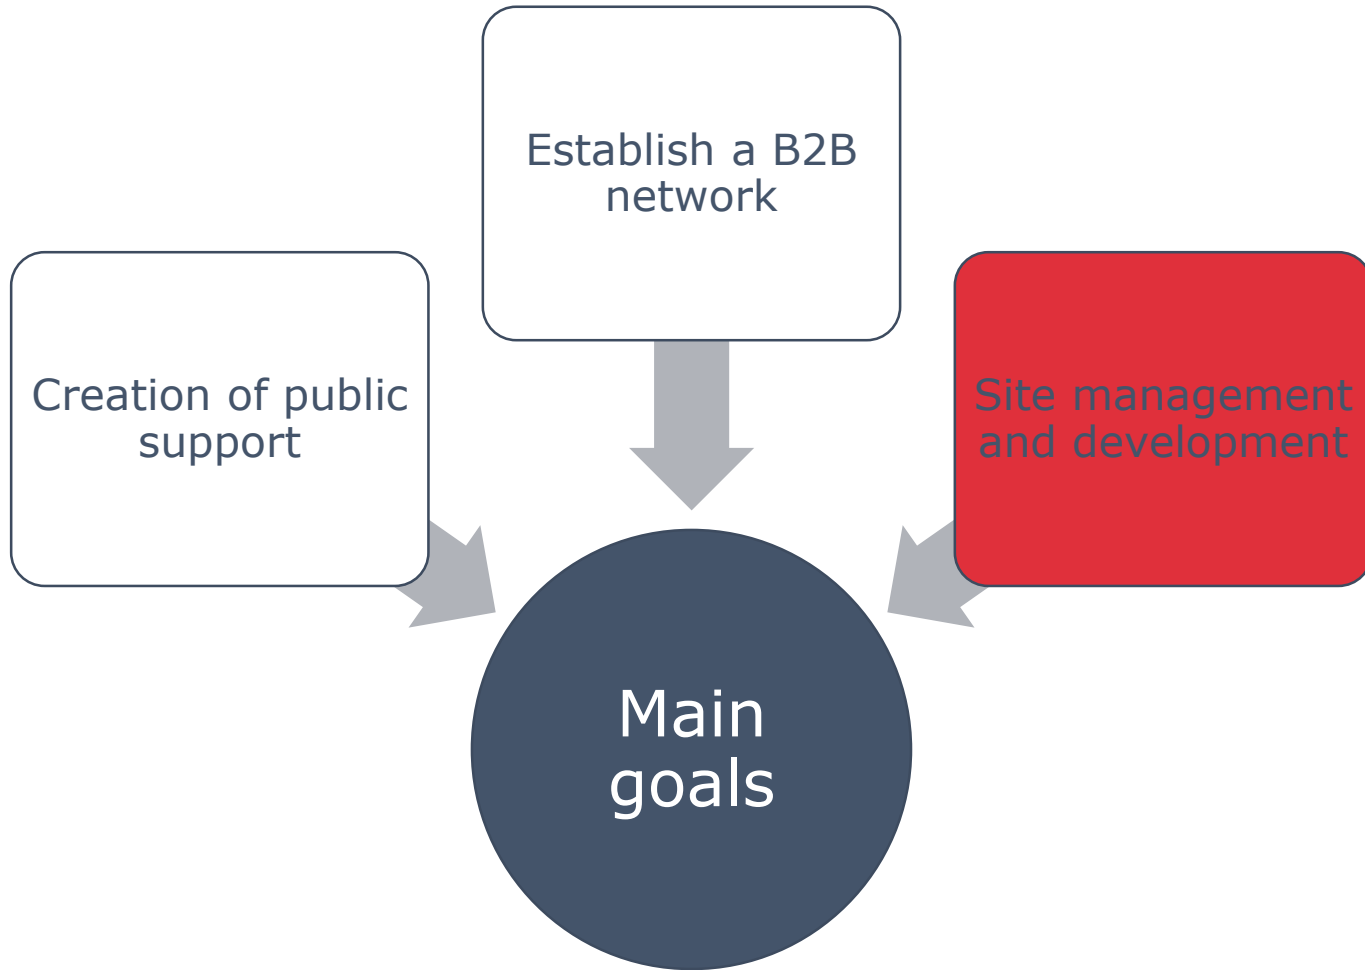 Establish a B2B
network
Creation of public
support
Site management
and development
Main
goals